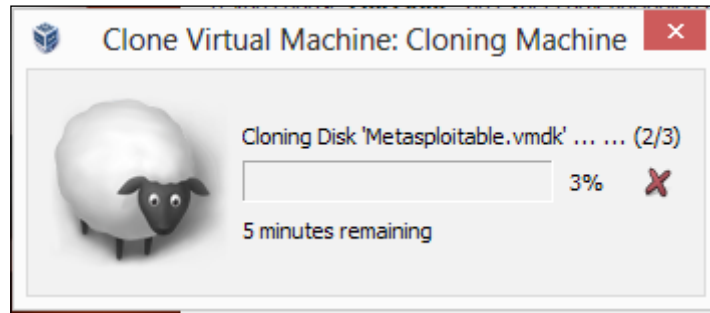 Clone Virtual Machine: Cloning Machine
Cloning Disk 'Metasploitable.vmdk' ... ... (2/3)
3%
5 minutes remaining